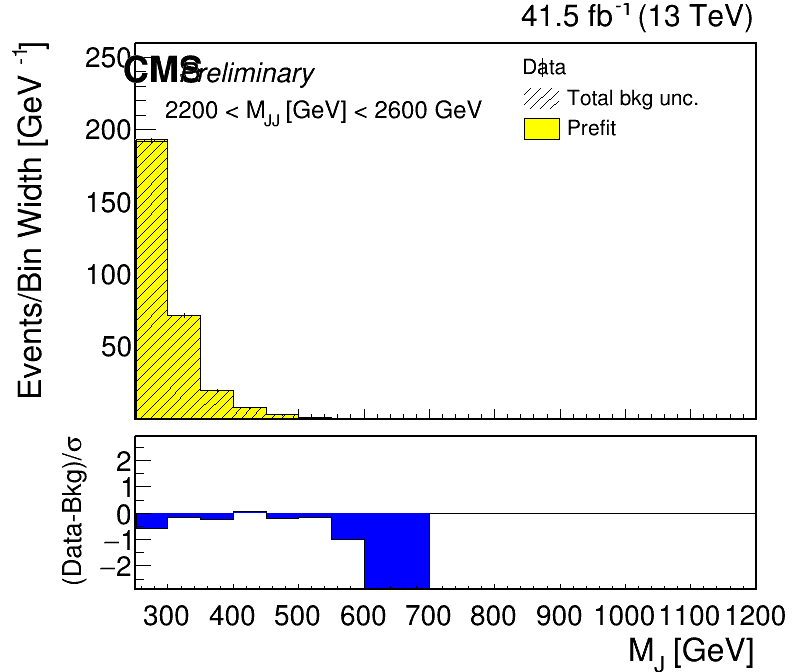 41.5 fb⁻¹ (13 TeV)
CMS Preliminary
2200 < M_JJ [GeV] < 2600 GeV
Data
Total bkg unc.
Prefit
Events/Bin Width [GeV⁻¹]
250
200
150
100
50
(Data-Bkg)/σ
2
1
0
−1
−2
300 400 500 600 700 800 900 1000 1100 1200
M_J [GeV]